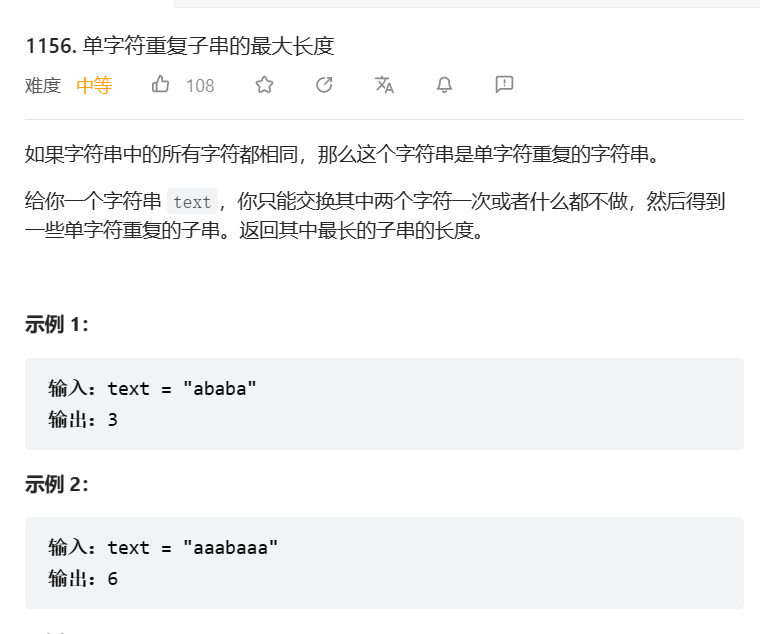 1156. 单字符重复子串的最大长度
难度 中等 108
如果字符串中的所有字符都相同，那么这个字符串是单字符重复的字符串。
给你一个字符串 text，你只能交换其中两个字符一次或者什么都不做，然后得到
一些单字符重复的子串。返回其中最长的子串的长度。
示例 1：
输入：text = "ababa"
输出：3
示例 2：
输入：text = "aaabaaa"
输出：6